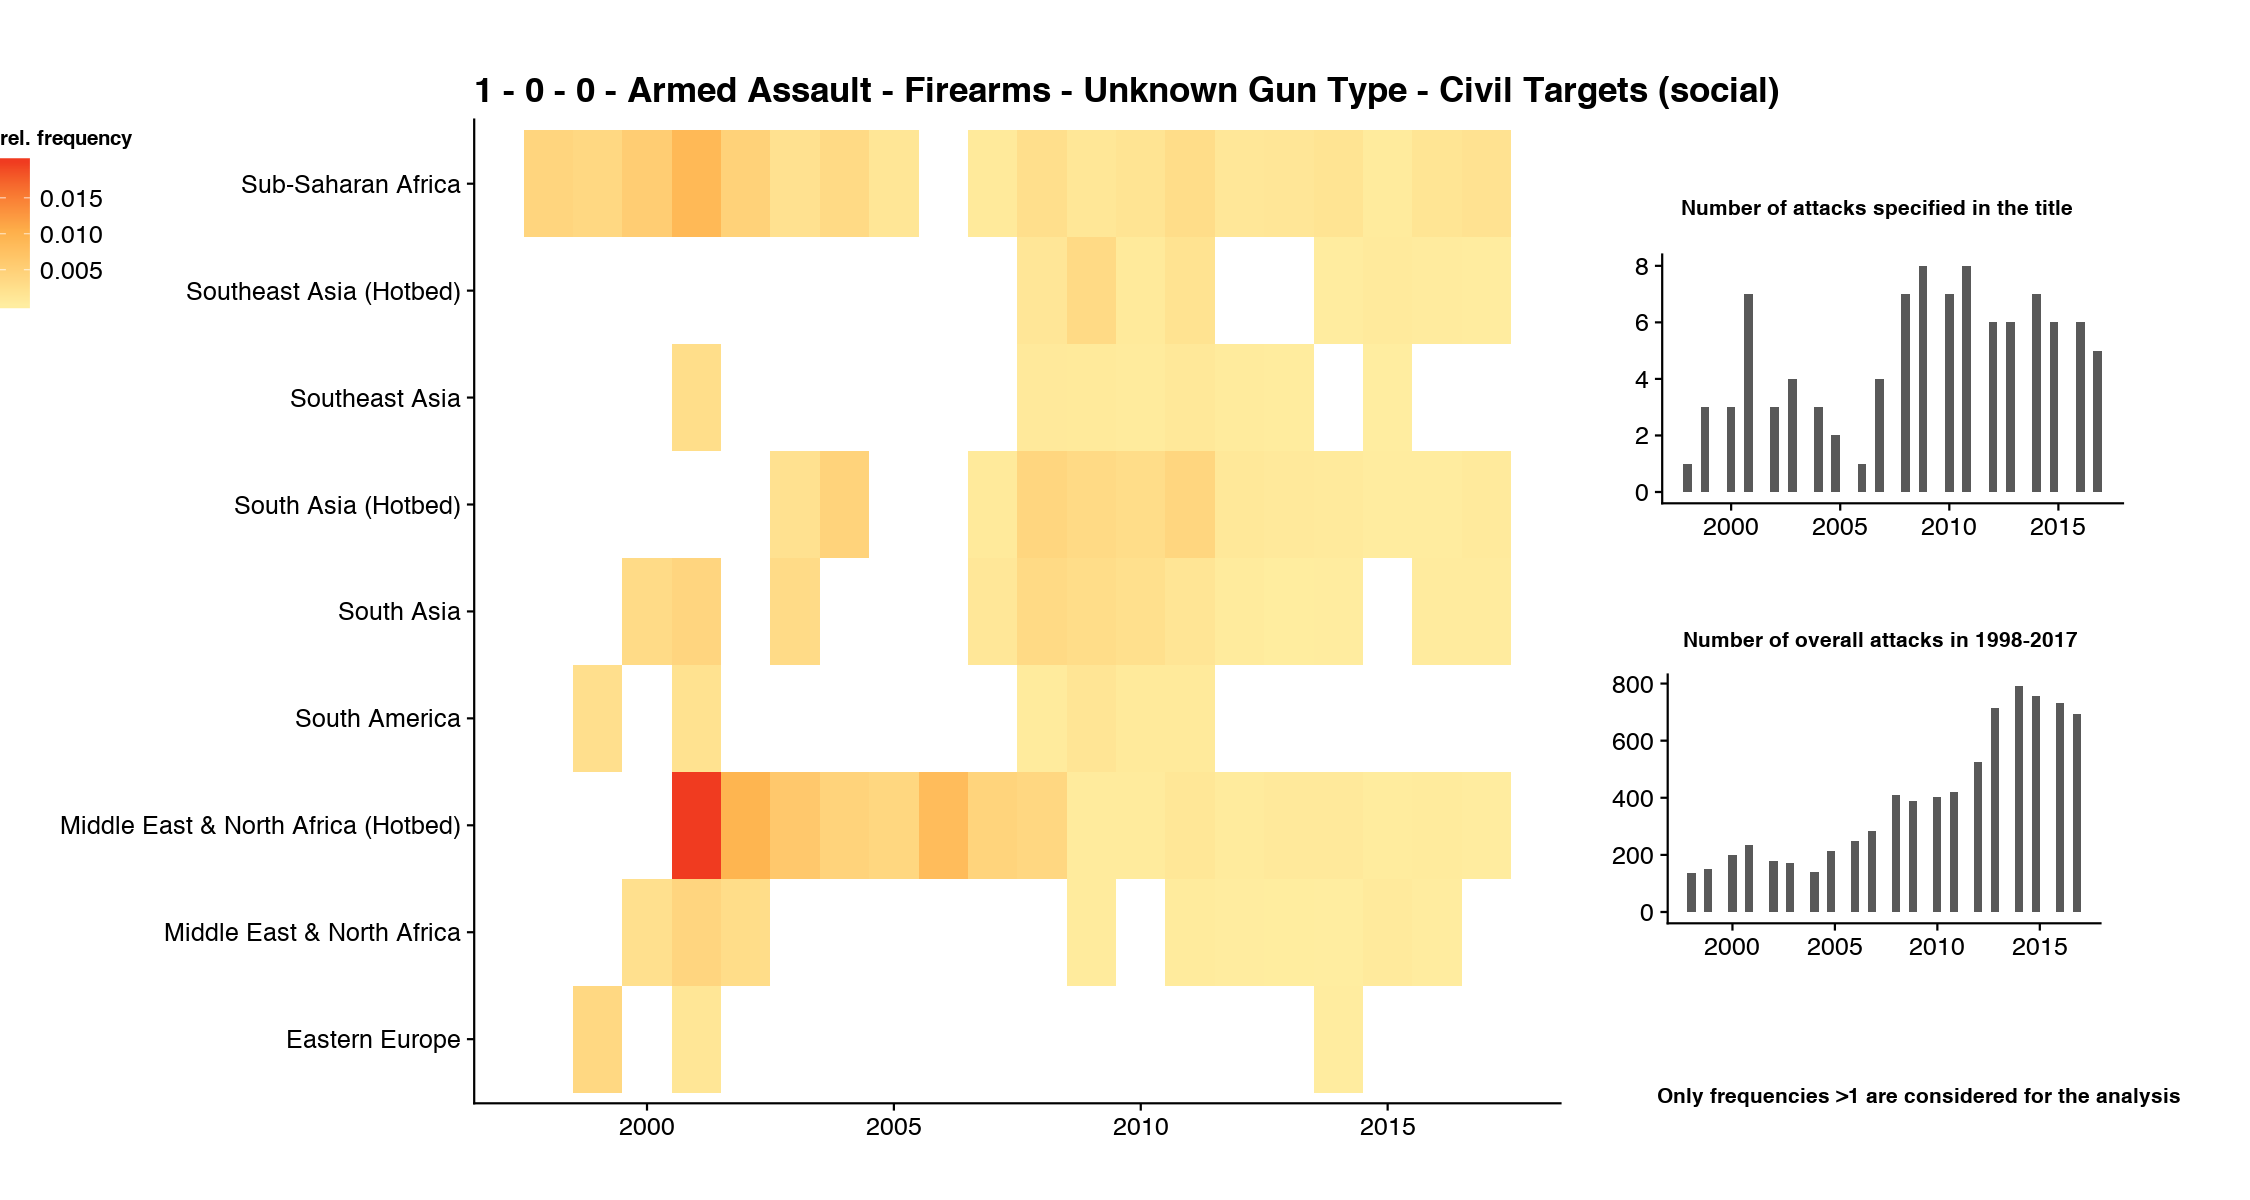 1 - 0 - 0 - Armed Assault - Firearms - Unknown Gun Type - Civil Targets (social)
rel. frequency
0.015
0.010
0.005
Sub-Saharan Africa
Southeast Asia (Hotbed)
Southeast Asia
South Asia (Hotbed)
South Asia
South America
Middle East & North Africa (Hotbed)
Middle East & North Africa
Eastern Europe
2000 2005 2010 2015
Number of attacks specified in the title
8
6
4
2
0
2000 2005 2010 2015
Number of overall attacks in 1998-2017
800
600
400
200
0
2000 2005 2010 2015
Only frequencies >1 are considered for the analysis